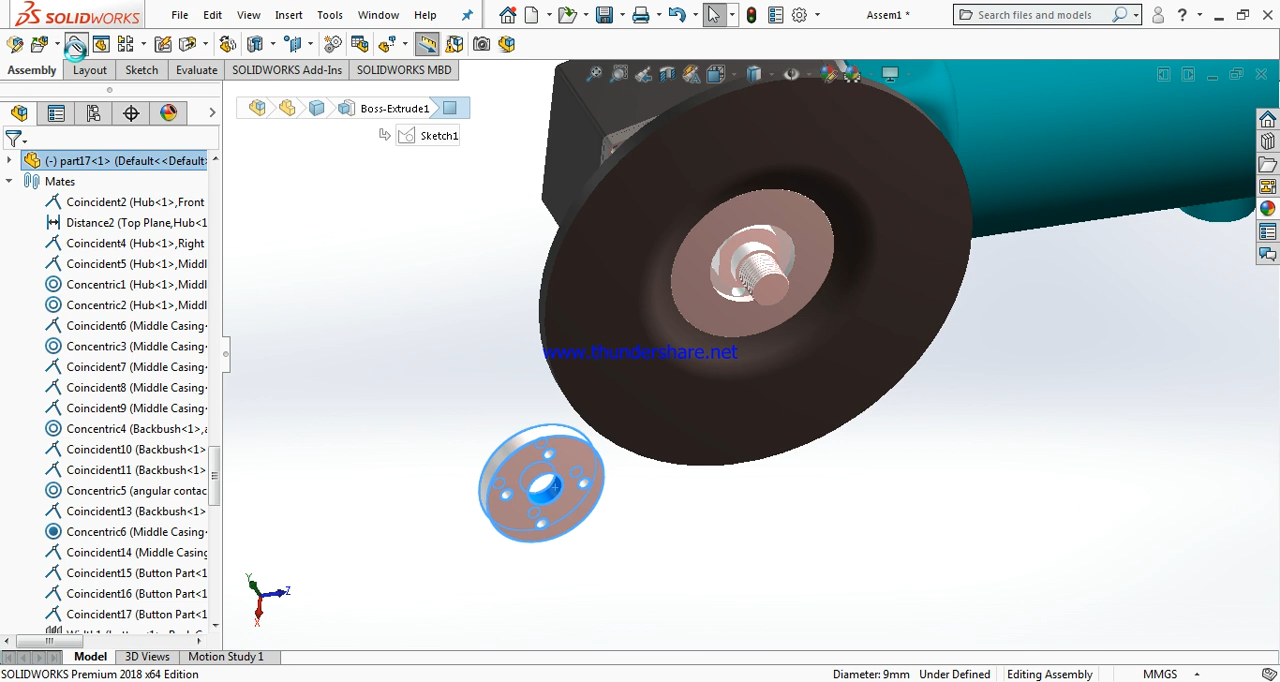 SOLIDWORKS
File Edit View Insert Tools Window Help
Assem1 *
Search files and models
Assembly Layout Sketch Evaluate SOLIDWORKS Add-Ins SOLIDWORKS MBD
Boss-Extrude1
Sketch1
(-) part17<1> (Default<<Default
Mates
Coincident2 (Hub<1>,Front
Distance2 (Top Plane,Hub<1
Coincident4 (Hub<1>,Right
Coincident5 (Hub<1>,Middl
Concentric1 (Hub<1>,Middl
Concentric2 (Hub<1>,Middl
Coincident6 (Middle Casing
Concentric3 (Middle Casing
Coincident7 (Middle Casing
Coincident8 (Middle Casing
Coincident9 (Middle Casing
Concentric4 (Backbush<1>,a
Coincident10 (Backbush<1>
Coincident11 (Backbush<1>
Concentric5 (angular contac
Coincident13 (Backbush<1>
Concentric6 (Middle Casing
Coincident14 (Middle Casing
Coincident15 (Button Part<1
Coincident16 (Button Part<1
Coincident17 (Button Part<1
www.thundershare.net
Y Z X
Model 3D Views Motion Study 1
SOLIDWORKS Premium 2018 x64 Edition
Diameter: 9mm Under Defined Editing Assembly MMGS